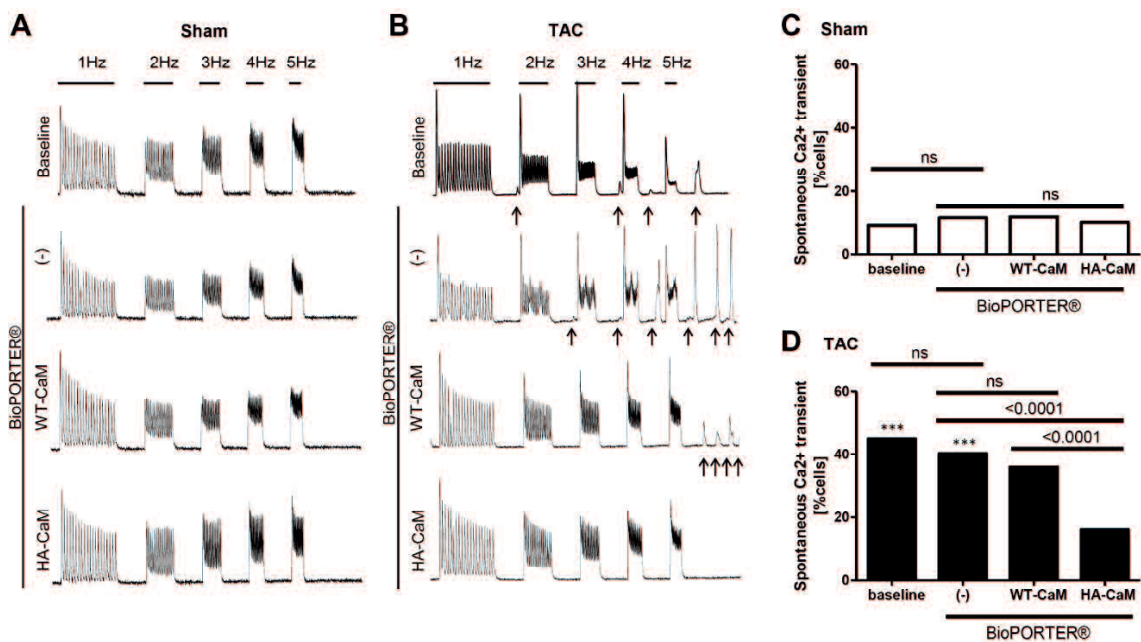 A
Sham
1Hz 2Hz 3Hz 4Hz 5Hz
Baseline
BioPORTER®
(-)
WT-CaM
HA-CaM
B
TAC
1Hz 2Hz 3Hz 4Hz 5Hz
Baseline
BioPORTER®
(-)
WT-CaM
HA-CaM
C
Sham
Spontaneous Ca2+ transient
[%cells]
60
40
20
0
ns
ns
baseline (-) WT-CaM HA-CaM
BioPORTER®
D
TAC
Spontaneous Ca2+ transient
[%cells]
60
40
20
0
ns
ns
<0.0001
<0.0001
*** ***
baseline (-) WT-CaM HA-CaM
BioPORTER®